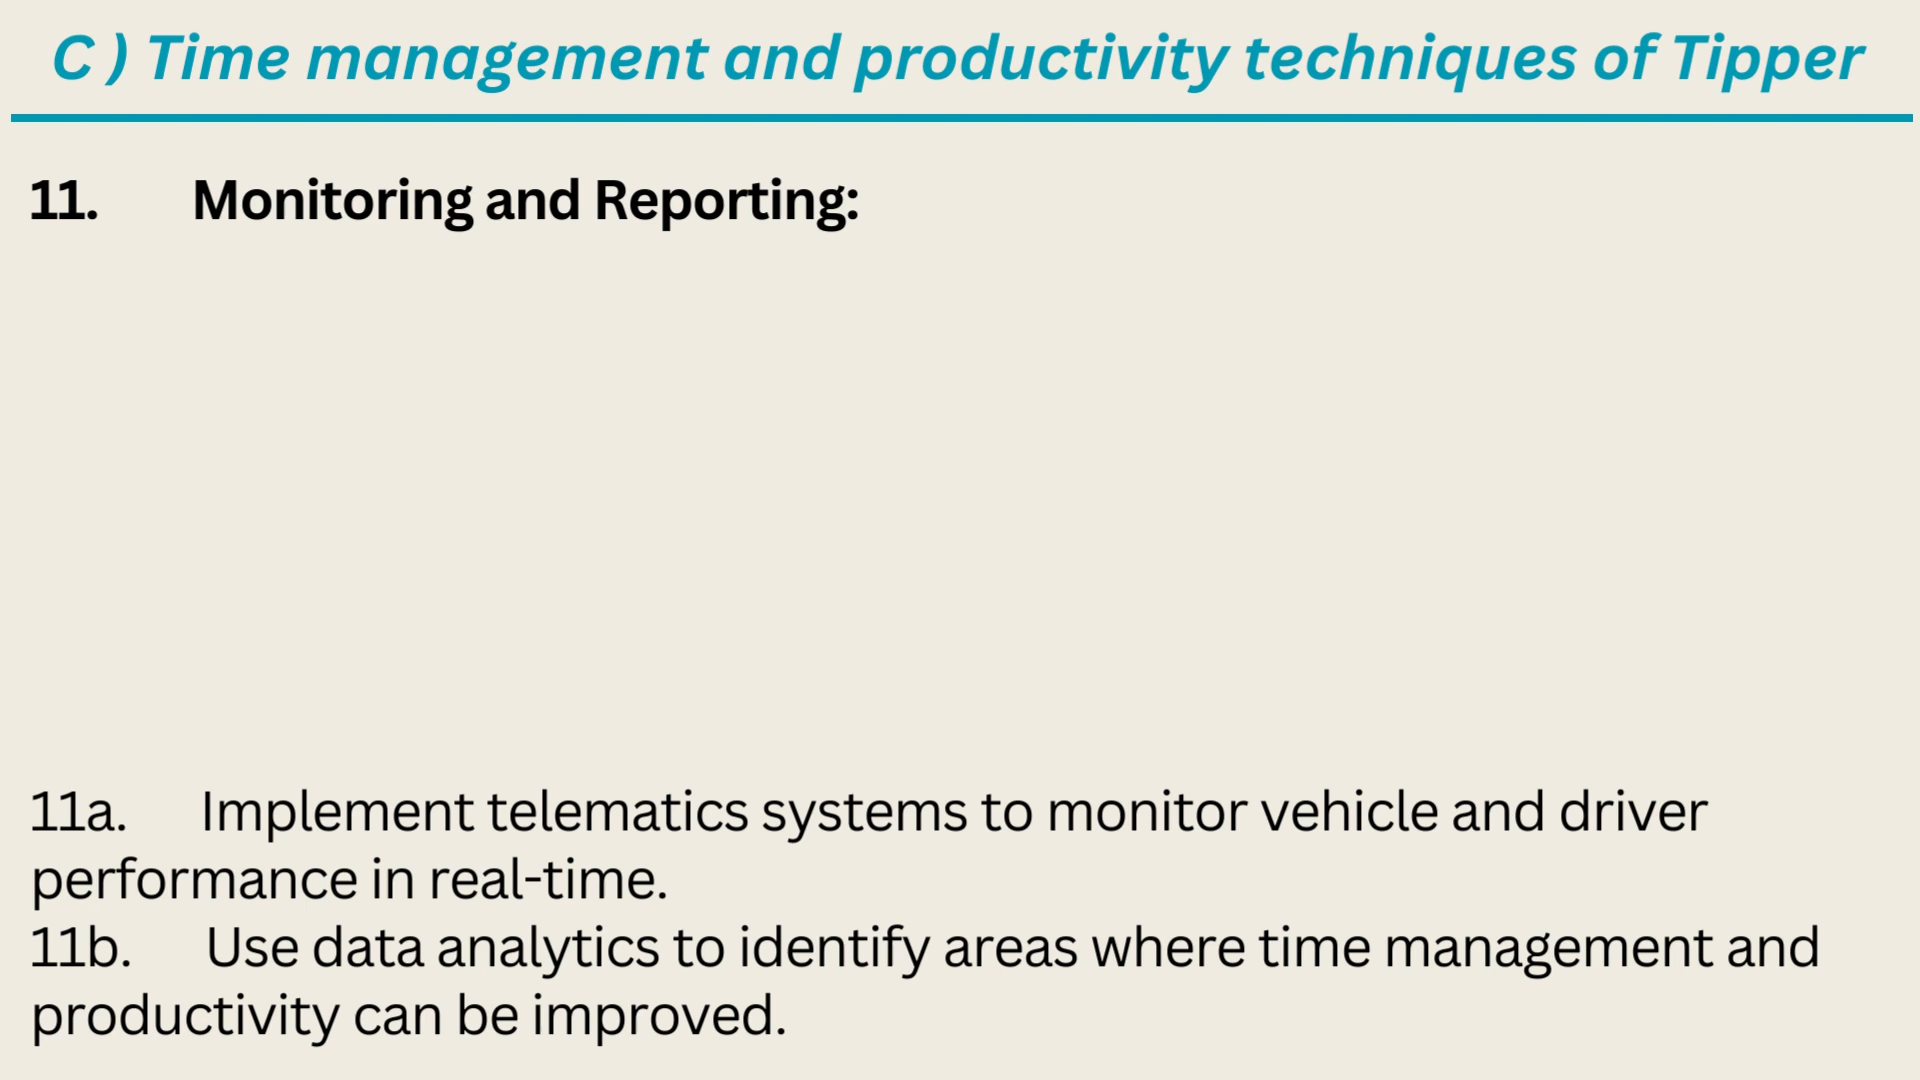 C ) Time management and productivity techniques of Tipper
11. Monitoring and Reporting:
11a. Implement telematics systems to monitor vehicle and driver
performance in real-time.
11b. Use data analytics to identify areas where time management and
productivity can be improved.